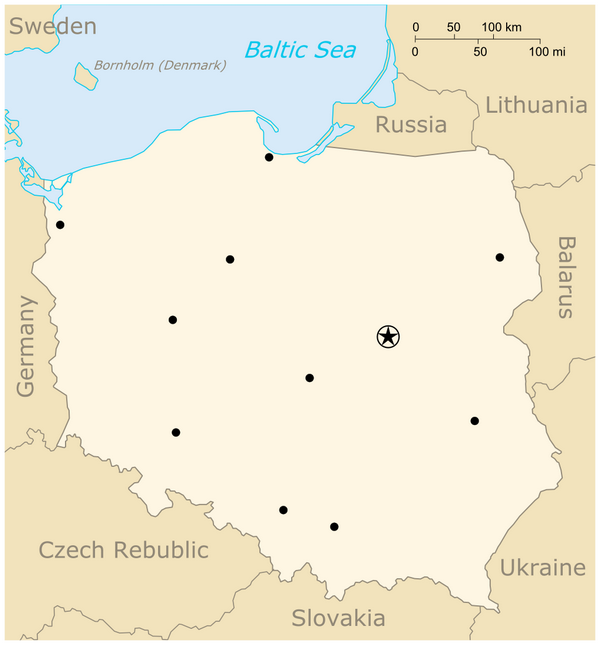 Sweden
Bornholm (Denmark)
Baltic Sea
0 50 100 km
0 50 100 mi
Lithuania
Russia
Balarus
Germany
Czech Rebublic
Ukraine
Slovakia